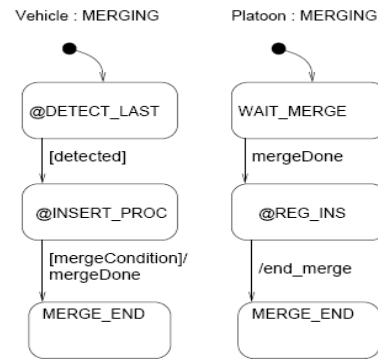 Vehicle : MERGING
@DETECT_LAST
[detected]
@INSERT_PROC
[mergeCondition]/
mergeDone
MERGE_END
Platoon : MERGING
WAIT_MERGE
mergeDone
@REG_INS
/end_merge
MERGE_END